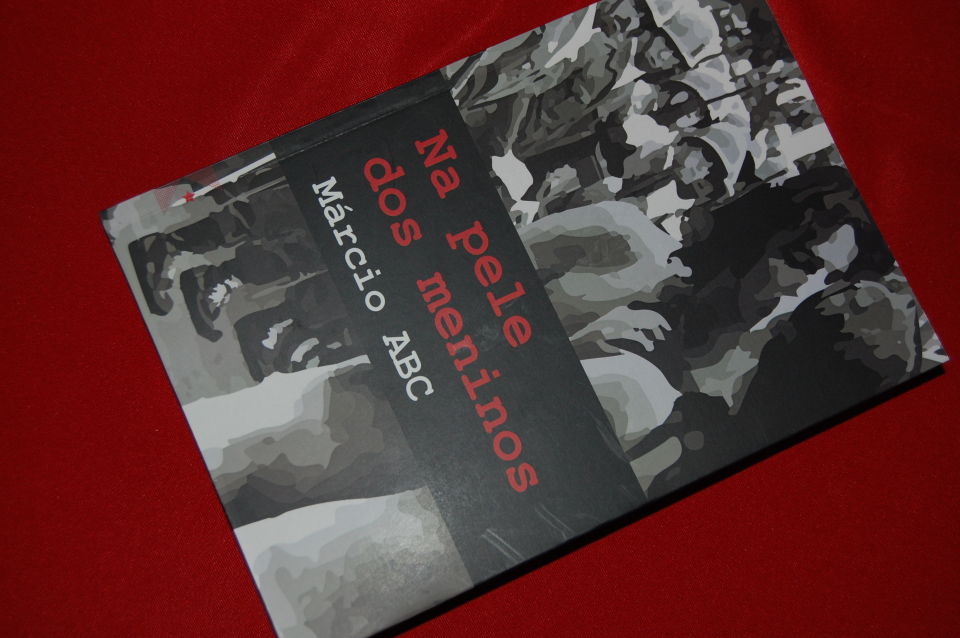 Na pele
dos meninos
Márcio ABC